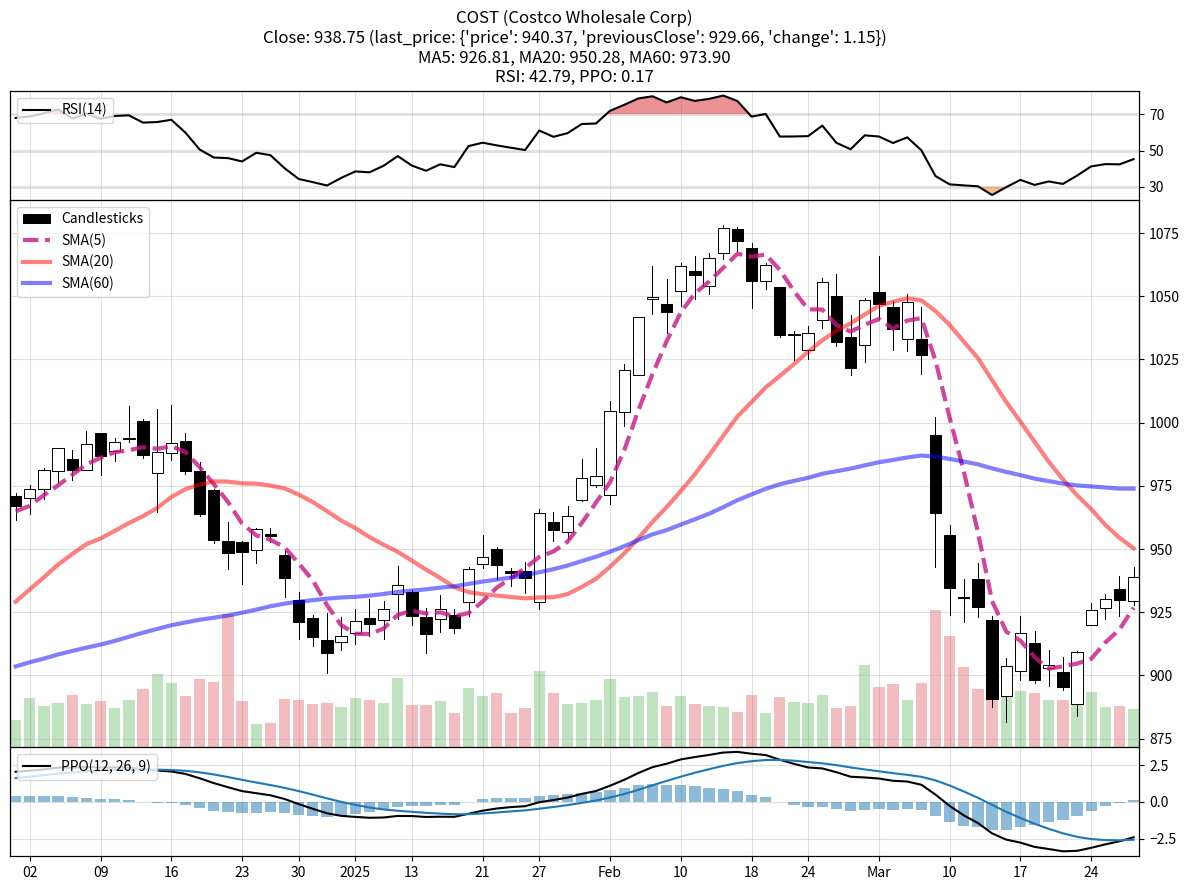 COST (Costco Wholesale Corp)
Close: 938.75 (last_price: {'price': 940.37, 'previousClose': 929.66, 'change': 1.15})
MA5: 926.81, MA20: 950.28, MA60: 973.90
RSI: 42.79, PPO: 0.17
RSI(14)
70
50
30
Candlesticks
SMA(5)
SMA(20)
SMA(60)
1075
1050
1025
1000
975
950
925
900
875
PPO(12, 26, 9)
2.5
0.0
−2.5
02 09 16 23 30 2025 13 21 27 Feb 10 18 24 Mar 10 17 24